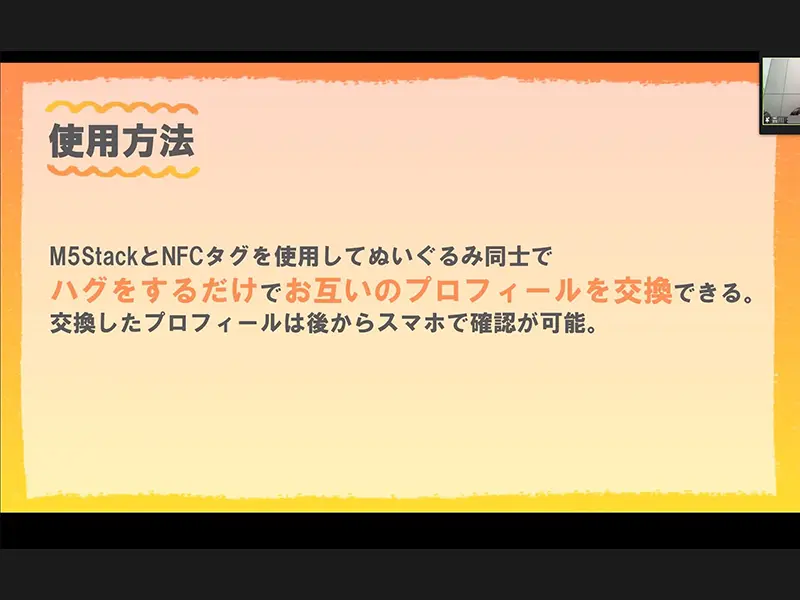 使用方法
M5StackとNFCタグを使用してぬいぐるみ同士で
ハグをするだけでお互いのプロフィールを交換できる。
交換したプロフィールは後からスマホで確認が可能。